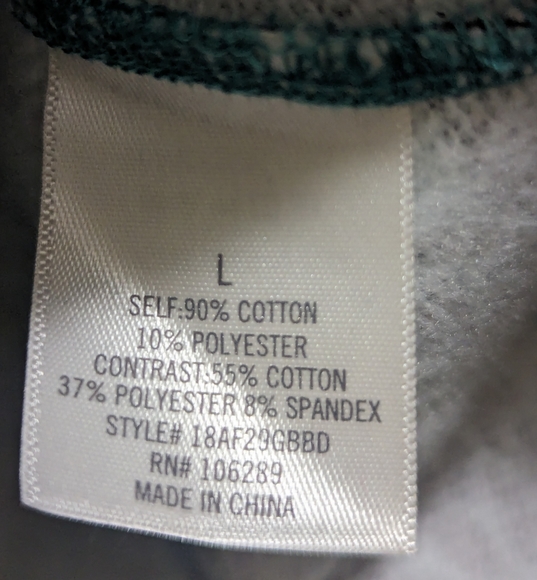 L
SELF:90% COTTON
10% POLYESTER
CONTRAST:55% COTTON
37% POLYESTER 8% SPANDEX
STYLE# 18AF29GBBD
RN# 106289
MADE IN CHINA